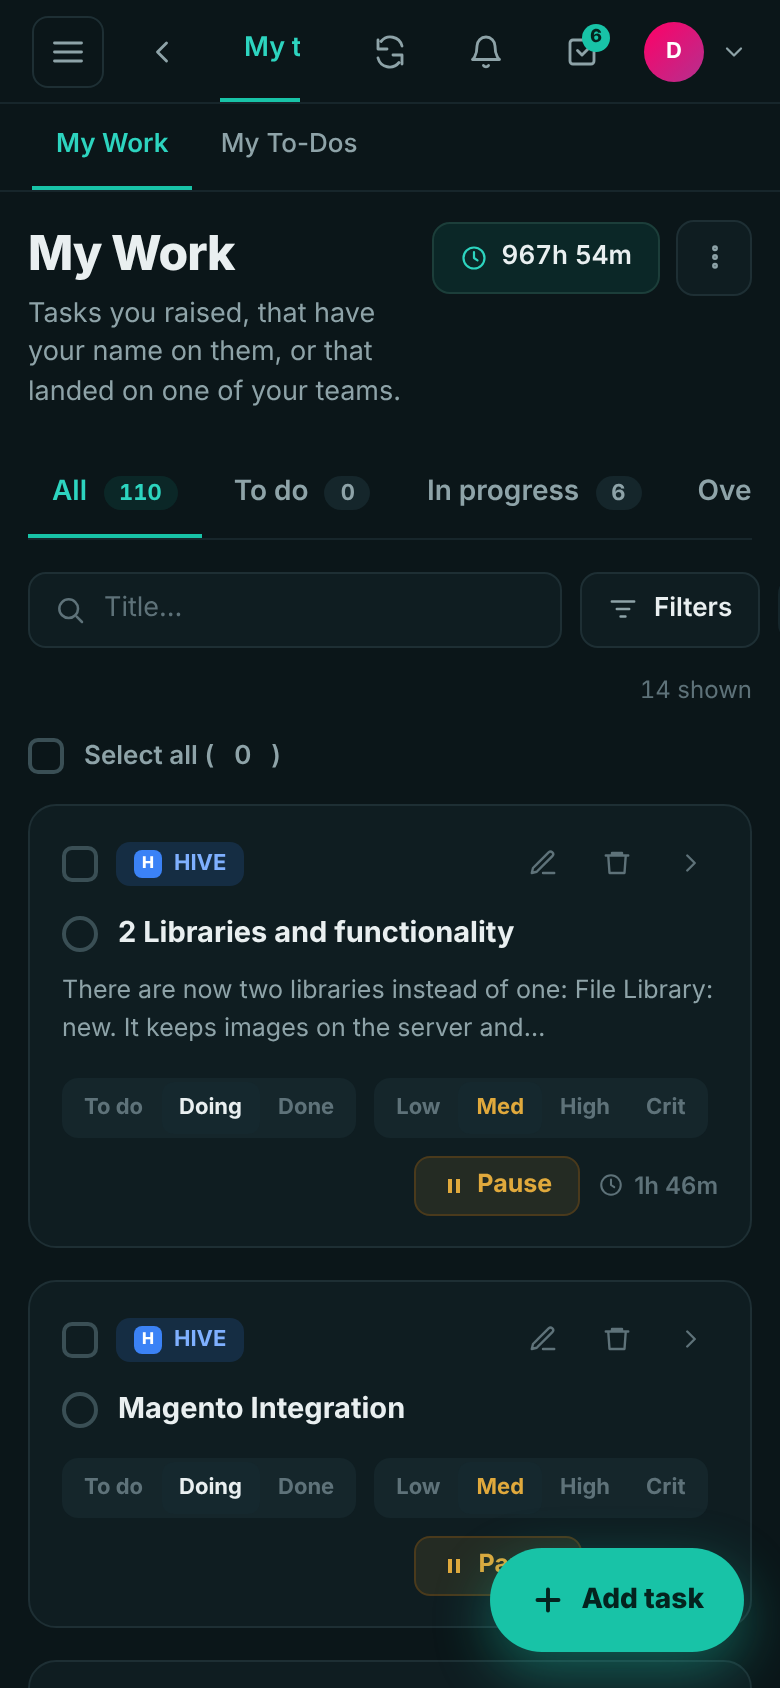 My t
6
D
My Work
My To-Dos
My Work
967h 54m
Tasks you raised, that have
your name on them, or that
landed on one of your teams.
All 110
To do 0
In progress 6
Ove
Title...
Filters
14 shown
Select all ( 0 )
H HIVE
2 Libraries and functionality
There are now two libraries instead of one: File Library:
new. It keeps images on the server and...
To do Doing Done
Low Med High Crit
Pause
1h 46m
H HIVE
Magento Integration
To do Doing Done
Low Med High Crit
Pa
+ Add task